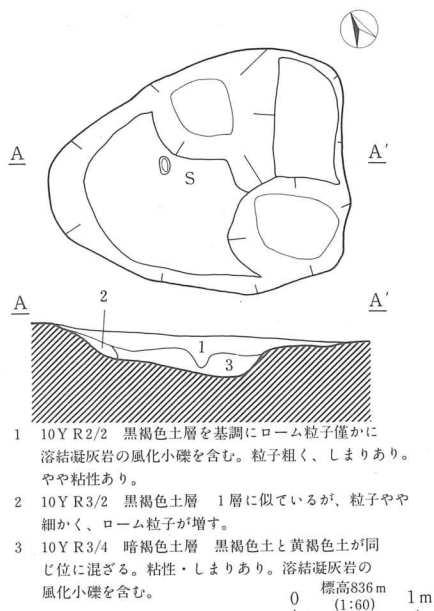 A
A′
S
A
2
A′
1
3
1 10YR2/2 黒褐色土層を基調にローム粒子僅かに
溶結凝灰岩の風化小礫を含む。粒子粗く、しまりあり。
やや粘性あり。
2 10YR3/2 黒褐色土層 1層に似ているが、粒子やや
細かく、ローム粒子が増す。
3 10YR3/4 暗褐色土層 黒褐色土と黄褐色土が同
じ位に混ざる。粘性・しまりあり。溶結凝灰岩の
風化小礫を含む。
標高836m
0 (1:60) 1m